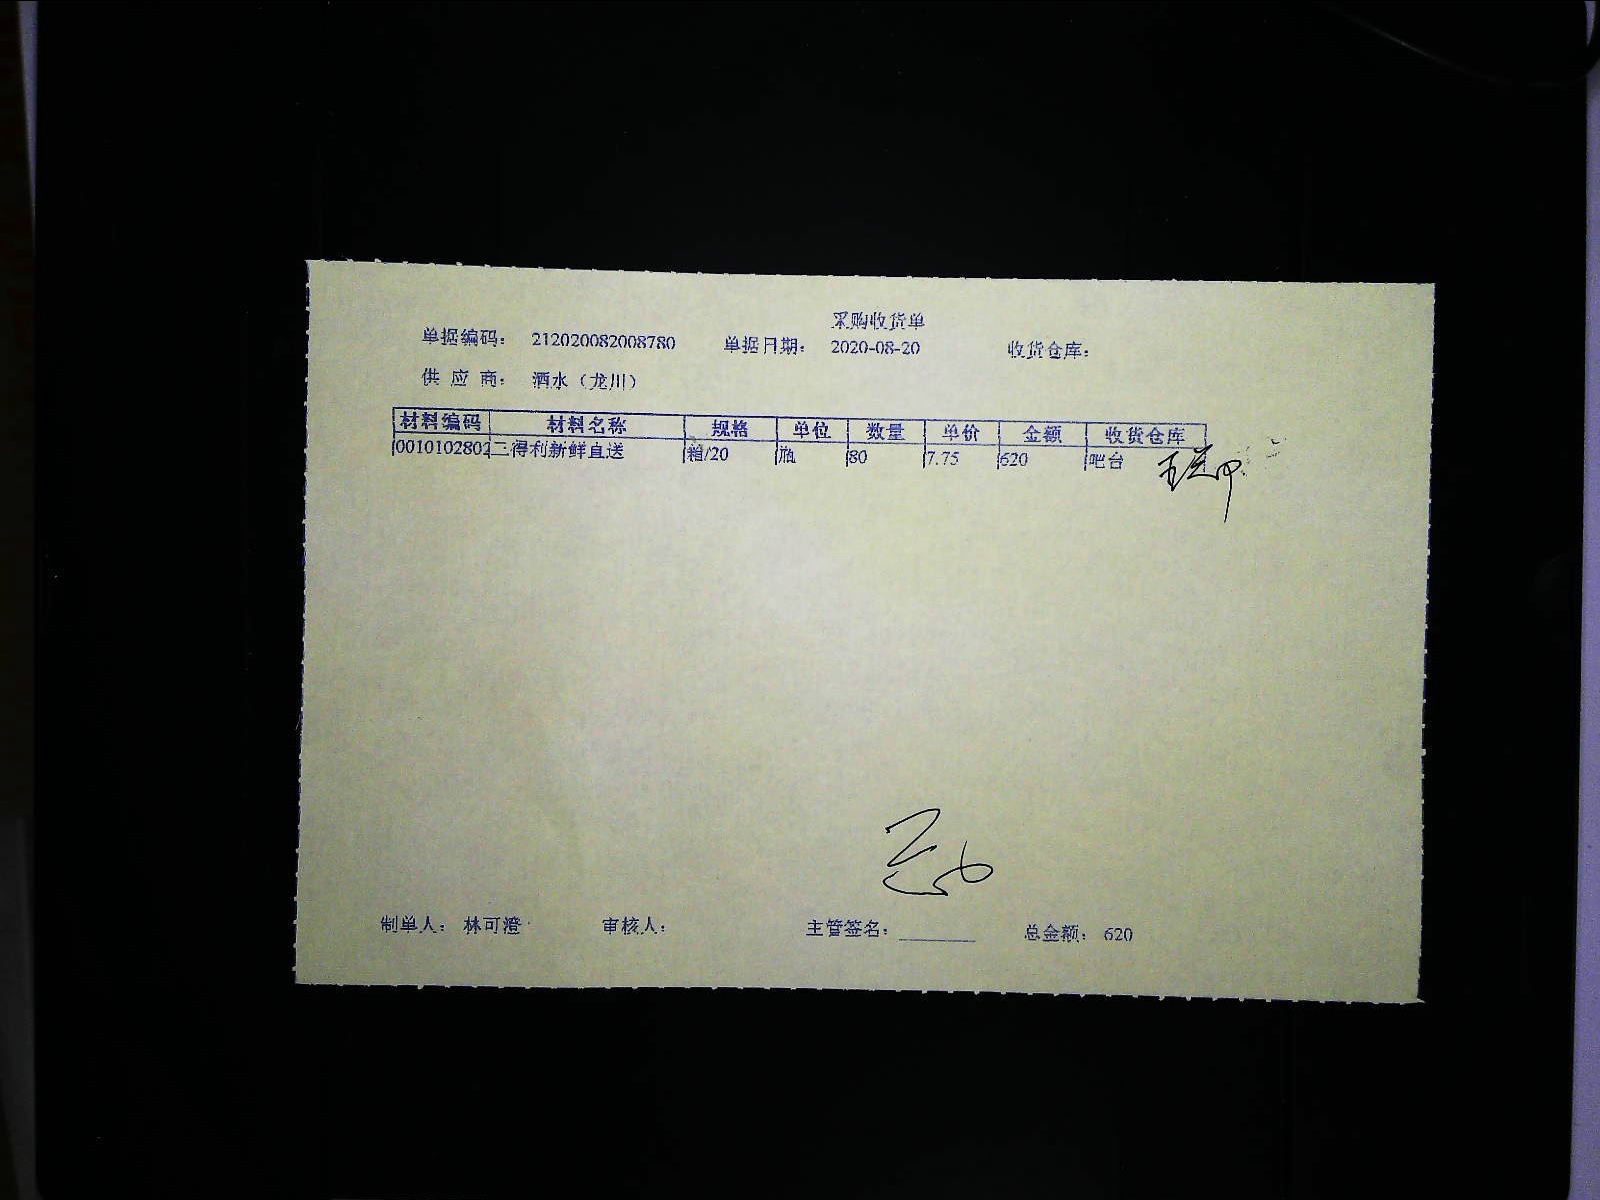 采购收货单
单据编码： 212020082008780 单据日期： 2020-08-20 收货仓库：
供 应 商： 酒水（龙川）
材料编码 材料名称 规格 单位 数量 单价 金额 收货仓库
0010102802 三得利新鲜直送 箱/20 瓶 80 7.75 620 吧台
制单人： 林可澄 审核人： 主管签名： 总金额： 620